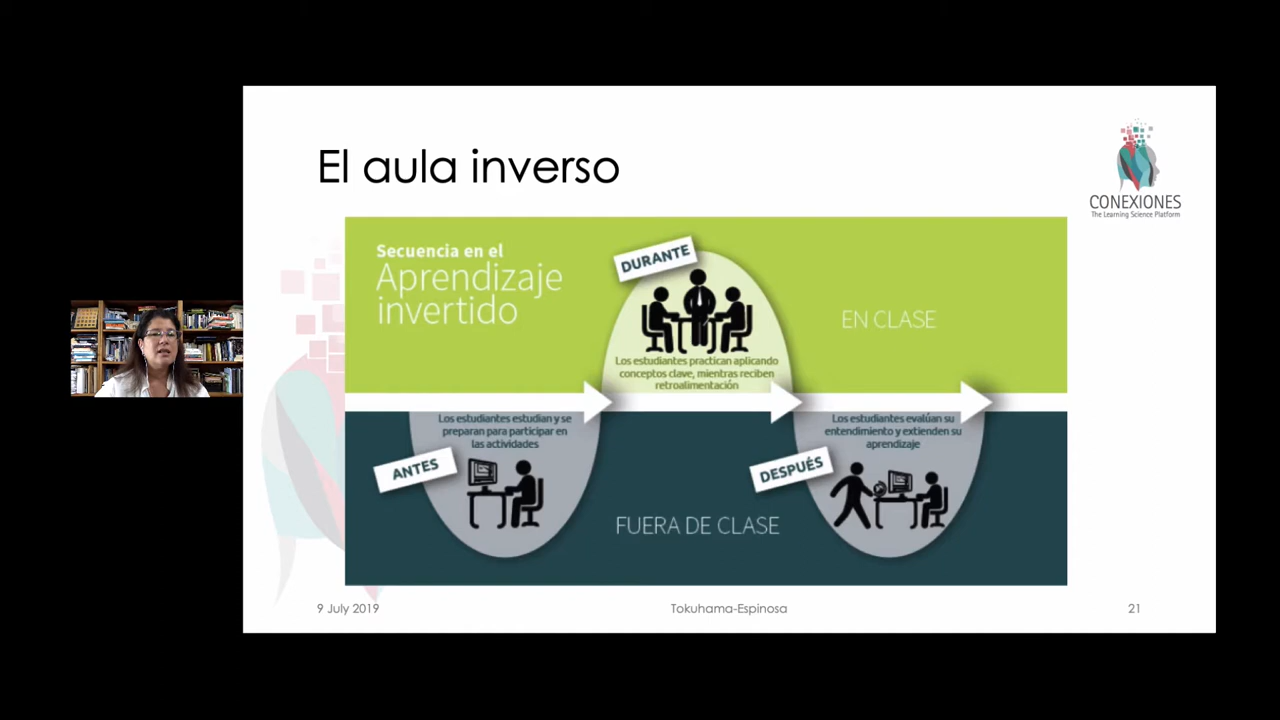 El aula inverso
CONEXIONES
The Learning Science Platform
Secuencia en el
Aprendizaje
invertido
DURANTE
Los estudiantes practican aplicando
conceptos clave, mientras reciben
retroalimentación
EN CLASE
Los estudiantes estudian y se
preparan para participar en
las actividades
ANTES
FUERA DE CLASE
Los estudiantes evalúan su
entendimiento y extienden su
aprendizaje
DESPUÉS
9 July 2019
Tokuhama-Espinosa
21